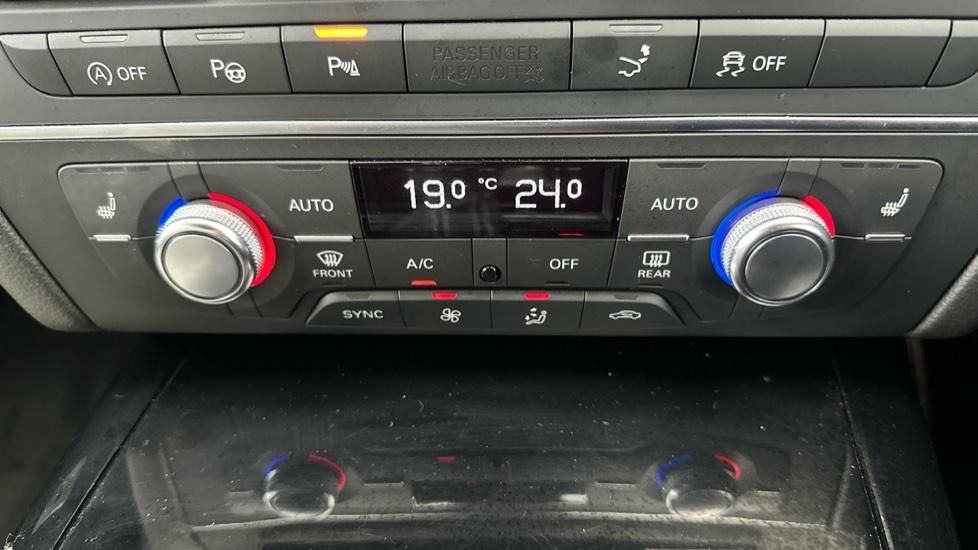 OFF
P
P
PASSENGER
AIRBAG OFF
OFF
AUTO
19.0 °C 24.0
AUTO
FRONT
A/C
OFF
REAR
SYNC